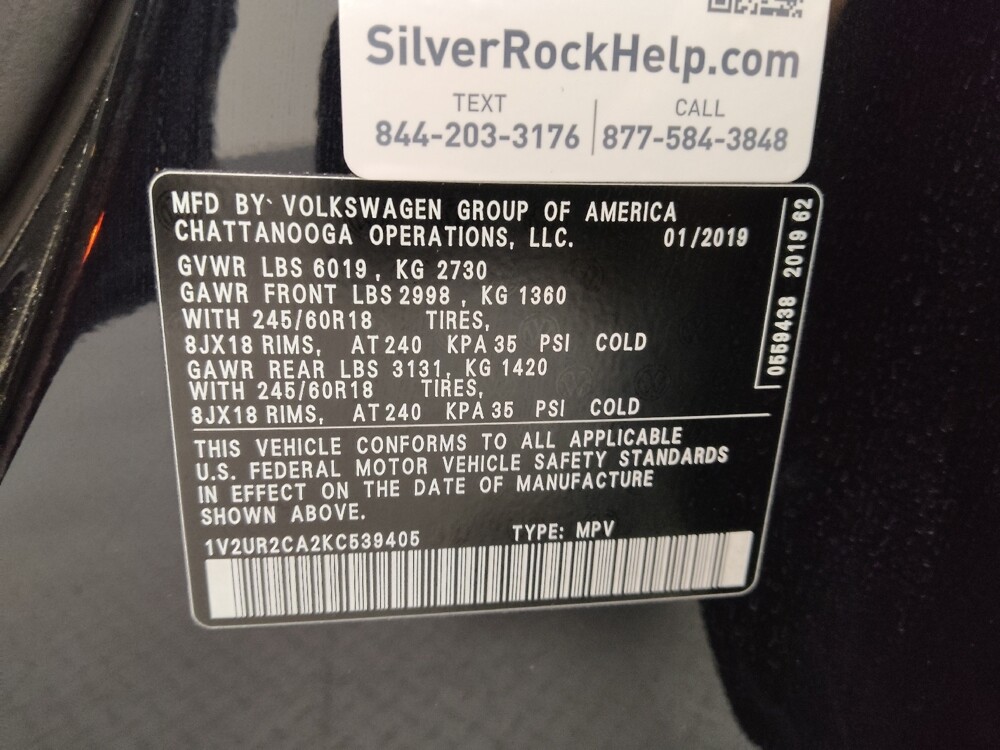 SilverRockHelp.com
TEXT
844-203-3176
CALL
877-584-3848
MFD BY VOLKSWAGEN GROUP OF AMERICA
CHATTANOOGA OPERATIONS, LLC. 01/2019
GVWR LBS 6019, KG 2730
GAWR FRONT LBS 2998, KG 1360
WITH 245/60R18 TIRES,
8JX18 RIMS, AT 240 KPA 35 PSI COLD
GAWR REAR LBS 3131, KG 1420
WITH 245/60R18 TIRES,
8JX18 RIMS, AT 240 KPA 35 PSI COLD
THIS VEHICLE CONFORMS TO ALL APPLICABLE
U.S. FEDERAL MOTOR VEHICLE SAFETY STANDARDS
IN EFFECT ON THE DATE OF MANUFACTURE
SHOWN ABOVE.
1V2UR2CA2KC539405 TYPE: MPV
0559438 2019 62